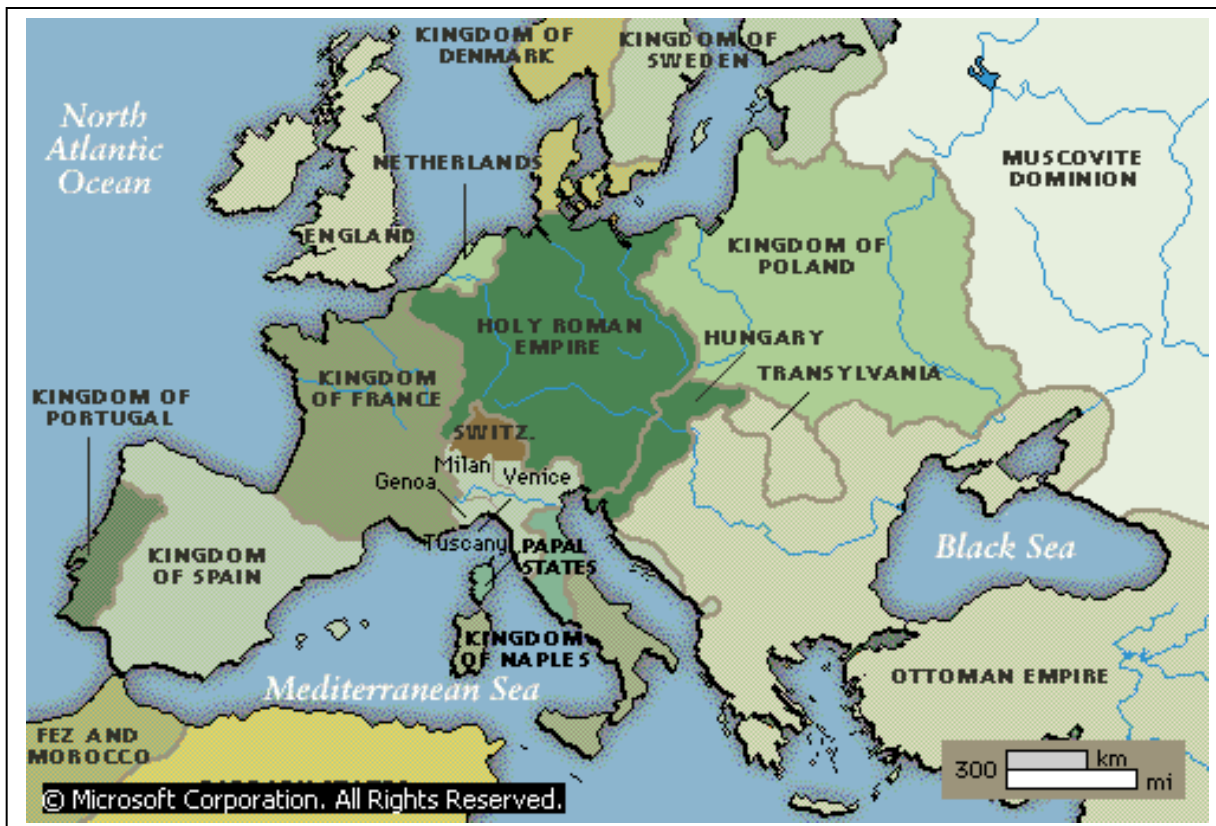 KINGDOM OF
DENMARK
KINGDOM OF
SWEDEN
North
Atlantic
Ocean
NETHERLANDS
MUSCOVITE
DOMINION
ENGLAND
KINGDOM OF
POLAND
HOLY ROMAN
EMPIRE
HUNGARY
TRANSYLVANIA
KINGDOM
OF FRANCE
KINGDOM OF
PORTUGAL
SWITZ.
Milan
Venice
Genoa
Tuscany
PAPAL
STATES
Black Sea
KINGDOM
OF SPAIN
KINGDOM
OF NAPLES
Mediterranean Sea
OTTOMAN EMPIRE
FEZ AND
MOROCCO
300 km
mi
© Microsoft Corporation. All Rights Reserved.